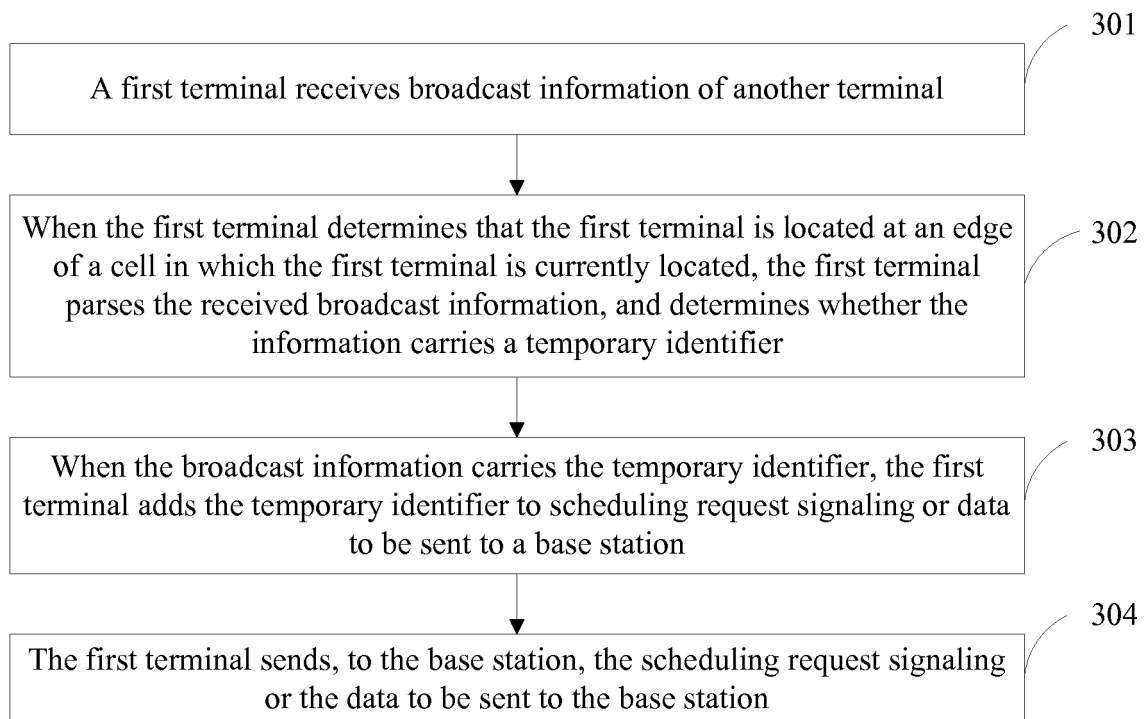 301
A first terminal receives broadcast information of another terminal
302
When the first terminal determines that the first terminal is located at an edge
of a cell in which the first terminal is currently located, the first terminal
parses the received broadcast information, and determines whether the
information carries a temporary identifier
303
When the broadcast information carries the temporary identifier, the first
terminal adds the temporary identifier to scheduling request signaling or data
to be sent to a base station
304
The first terminal sends, to the base station, the scheduling request signaling
or the data to be sent to the base station